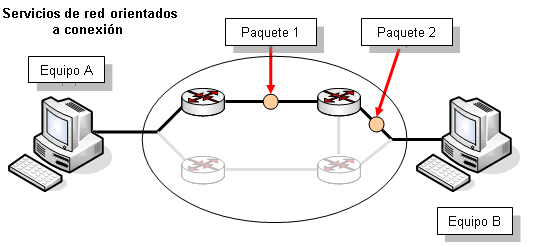 Servicios de red orientados
a conexión
Paquete 1
Paquete 2
Equipo A
Equipo B